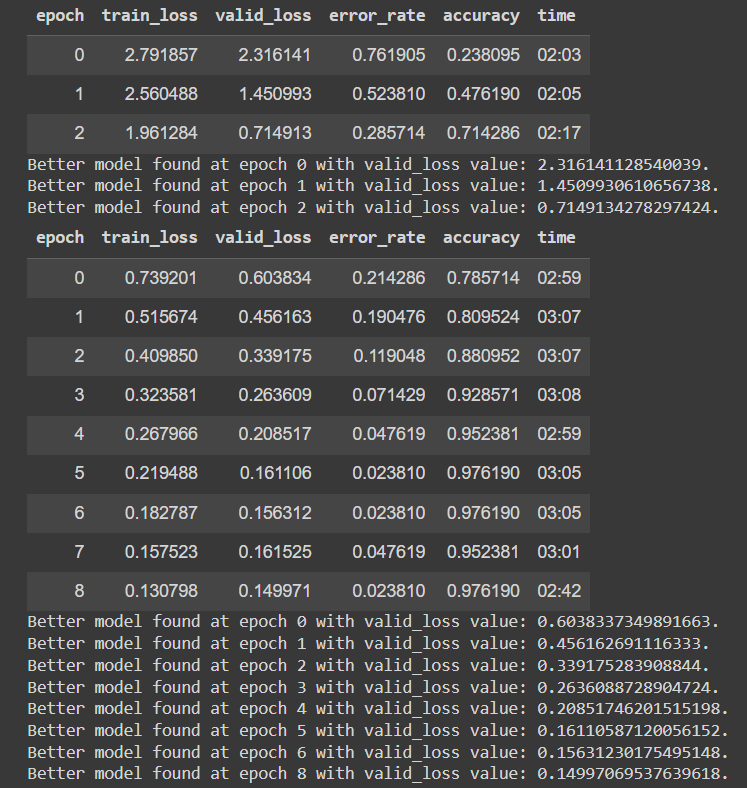 epoch train_loss valid_loss error_rate accuracy time
0 2.791857 2.316141 0.761905 0.238095 02:03
1 2.560488 1.450993 0.523810 0.476190 02:05
2 1.961284 0.714913 0.285714 0.714286 02:17
Better model found at epoch 0 with valid_loss value: 2.316141128540039.
Better model found at epoch 1 with valid_loss value: 1.4509930610656738.
Better model found at epoch 2 with valid_loss value: 0.7149134278297424.
epoch train_loss valid_loss error_rate accuracy time
0 0.739201 0.603834 0.214286 0.785714 02:59
1 0.515674 0.456163 0.190476 0.809524 03:07
2 0.409850 0.339175 0.119048 0.880952 03:07
3 0.323581 0.263609 0.071429 0.928571 03:08
4 0.267966 0.208517 0.047619 0.952381 02:59
5 0.219488 0.161106 0.023810 0.976190 03:05
6 0.182787 0.156312 0.023810 0.976190 03:05
7 0.157523 0.161525 0.047619 0.952381 03:01
8 0.130798 0.149971 0.023810 0.976190 02:42
Better model found at epoch 0 with valid_loss value: 0.6038337349891663.
Better model found at epoch 1 with valid_loss value: 0.456162691116333.
Better model found at epoch 2 with valid_loss value: 0.339175283908844.
Better model found at epoch 3 with valid_loss value: 0.2636088728904724.
Better model found at epoch 4 with valid_loss value: 0.20851746201515198.
Better model found at epoch 5 with valid_loss value: 0.16110587120056152.
Better model found at epoch 6 with valid_loss value: 0.15631230175495148.
Better model found at epoch 8 with valid_loss value: 0.14997069537639618.